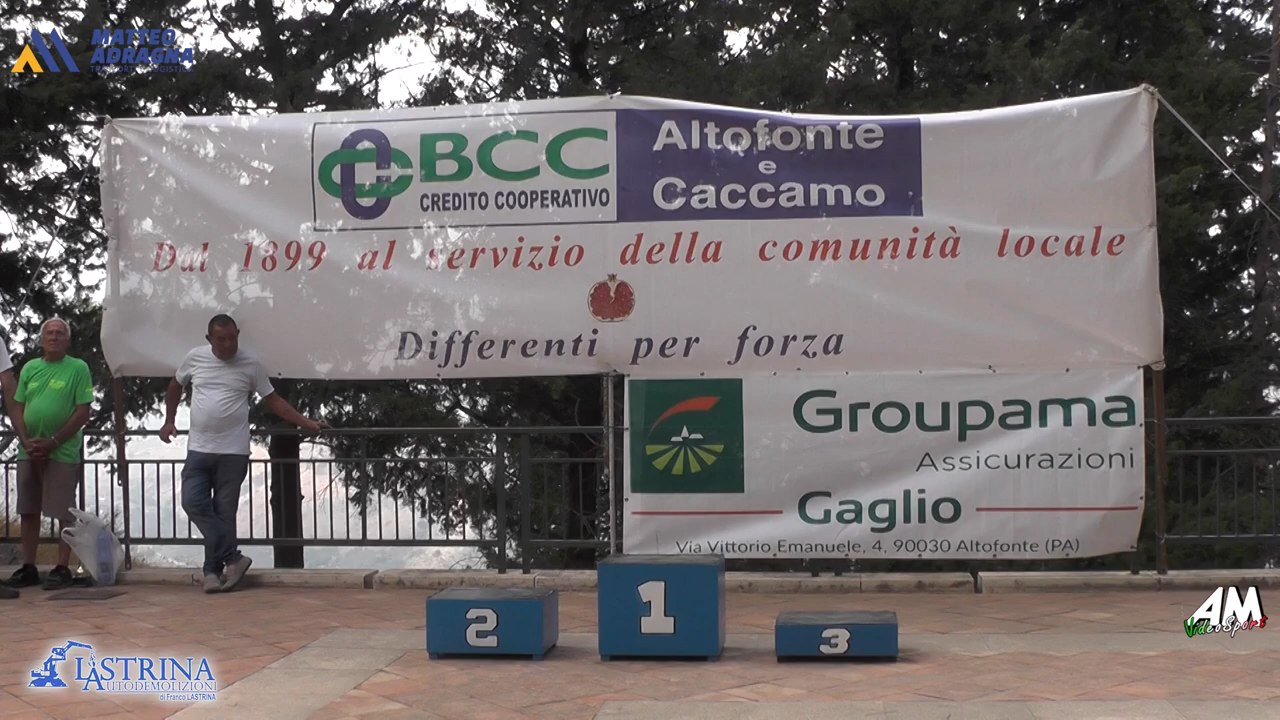 MATTEO
ADRAGNA
BCC
CREDITO COOPERATIVO
Altofonte
e
Caccamo
Dal 1899 al servizio della comunità locale
Differenti per forza
Groupama
Assicurazioni
Gaglio
Via Vittorio Emanuele, 4, 90030 Altofonte (PA)
2
1
3
AM
VideoSport
LASTRINA
AUTODEMOLIZIONI
di Franco LASTRINA